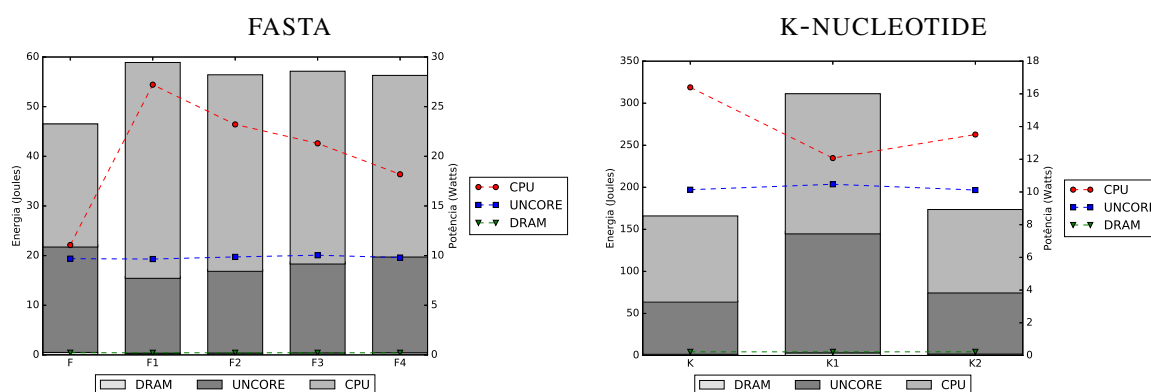 FASTA
60
50
40
30
20
10
0
Energia (Joules)
30
25
20
15
10
5
0
Potência (Watts)
F
F1
F2
F3
F4
CPU
UNCORE
DRAM
DRAM
UNCORE
CPU
K-NUCLEOTIDE
350
300
250
200
150
100
50
0
Energia (Joules)
18
16
14
12
10
8
6
4
2
0
Potência (Watts)
K
K1
K2
CPU
UNCORE
DRAM
DRAM
UNCORE
CPU